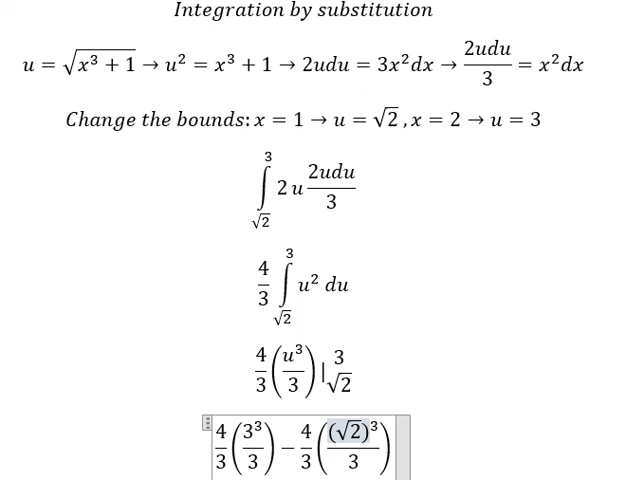 Integration by substitution
u = √(x³ + 1) → u² = x³ + 1 → 2udu = 3x²dx → 2udu/3 = x²dx
Change the bounds: x = 1 → u = √2 , x = 2 → u = 3
∫_√2^3 2u 2udu/3
4/3 ∫_√2^3 u² du
4/3 (u³/3) |_√2^3
4/3 (3³/3) − 4/3 ((√2)³/3)